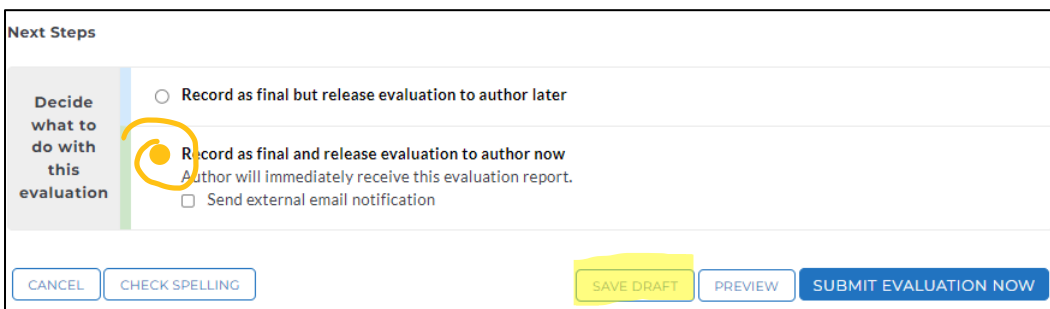 Next Steps
Decide
what to
do with
this
evaluation
Record as final but release evaluation to author later
Record as final and release evaluation to author now
Author will immediately receive this evaluation report.
Send external email notification
CANCEL CHECK SPELLING SAVE DRAFT PREVIEW SUBMIT EVALUATION NOW